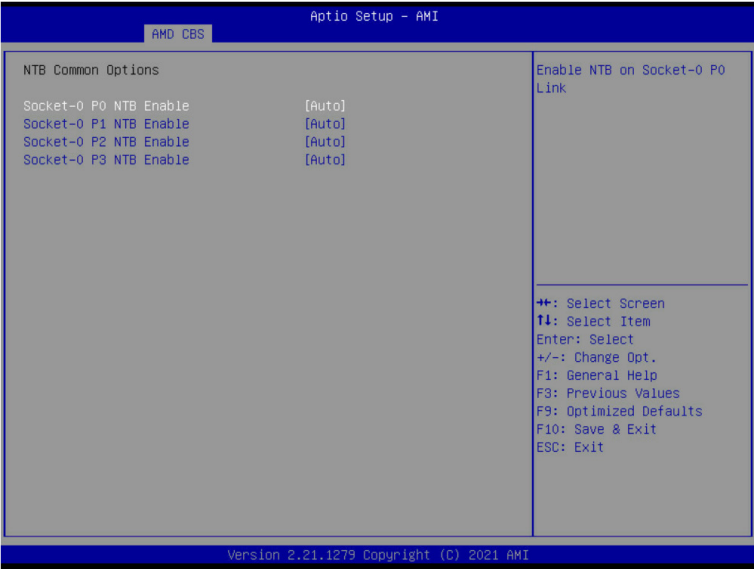 Aptio Setup - AMI
AMD CBS
NTB Common Options
Socket-0 P0 NTB Enable [Auto]
Socket-0 P1 NTB Enable [Auto]
Socket-0 P2 NTB Enable [Auto]
Socket-0 P3 NTB Enable [Auto]
Enable NTB on Socket-0 P0
Link
→←: Select Screen
↑↓: Select Item
Enter: Select
+/-: Change Opt.
F1: General Help
F3: Previous Values
F9: Optimized Defaults
F10: Save & Exit
ESC: Exit
Version 2.21.1279 Copyright (C) 2021 AMI